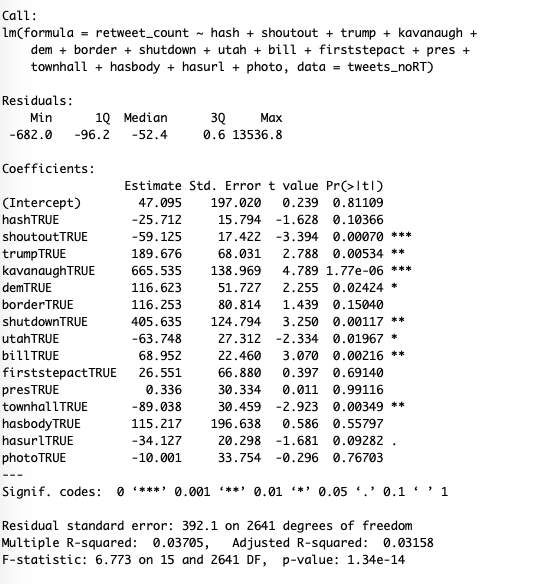 Call:
lm(formula = retweet_count ~ hash + shoutout + trump + kavanaugh +
dem + border + shutdown + utah + bill + firststepact + pres +
townhall + hasbody + hasurl + photo, data = tweets_noRT)
Residuals:
Min 1Q Median 3Q Max
-682.0 -96.2 -52.4 0.6 13536.8
Coefficients:
Estimate Std. Error t value Pr(>|t|)
(Intercept) 47.095 197.020 0.239 0.81109
hashTRUE -25.712 15.794 -1.628 0.10366
shoutoutTRUE -59.125 17.422 -3.394 0.00070 ***
trumpTRUE 189.676 68.031 2.788 0.00534 **
kavanaughTRUE 665.535 138.969 4.789 1.77e-06 ***
demTRUE 116.623 51.727 2.255 0.02424 *
borderTRUE 116.253 80.814 1.439 0.15040
shutdownTRUE 405.635 124.794 3.250 0.00117 **
utahTRUE -63.748 27.312 -2.334 0.01967 *
billTRUE 68.952 22.460 3.070 0.00216 **
firststepactTRUE 26.551 66.880 0.397 0.69140
presTRUE 0.336 30.334 0.011 0.99116
townhallTRUE -89.038 30.459 -2.923 0.00349 **
hasbodyTRUE 115.217 196.638 0.586 0.55797
hasurlTRUE -34.127 20.298 -1.681 0.09282 .
photoTRUE -10.001 33.754 -0.296 0.76703
---
Signif. codes: 0 ‘***’ 0.001 ‘**’ 0.01 ‘*’ 0.05 ‘.’ 0.1 ‘ ’ 1
Residual standard error: 392.1 on 2641 degrees of freedom
Multiple R-squared: 0.03705, Adjusted R-squared: 0.03158
F-statistic: 6.773 on 15 and 2641 DF, p-value: 1.34e-14